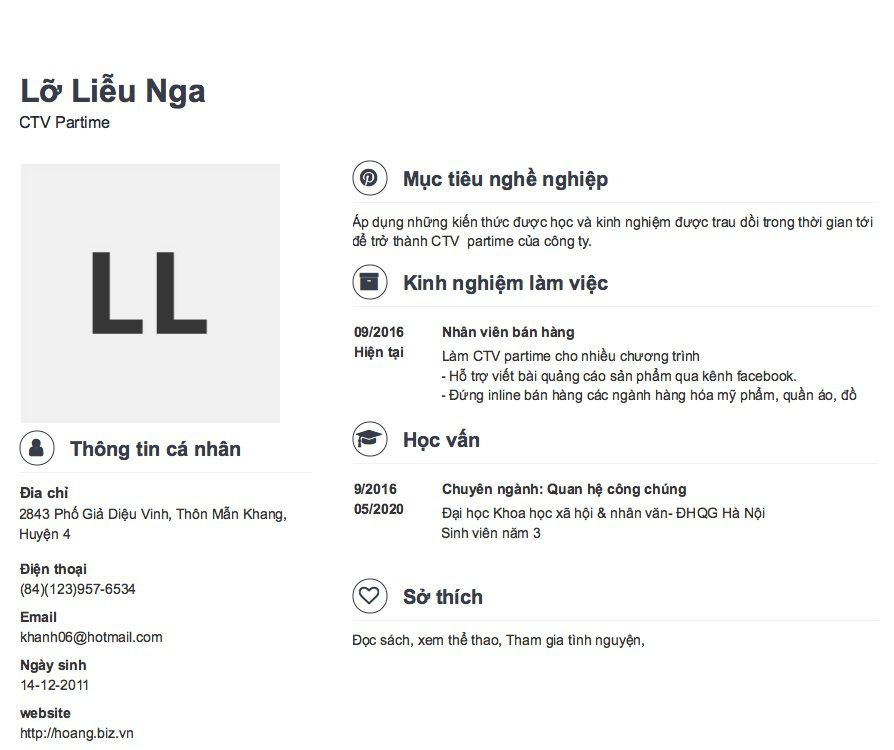 Lỡ Liễu Nga
CTV Partime
LL
Thông tin cá nhân
Đia chỉ
2843 Phố Giả Diệu Vinh, Thôn Mẫn Khang,
Huyện 4
Điện thoại
(84)(123)957-6534
Email
khanh06@hotmail.com
Ngày sinh
14-12-2011
website
http://hoang.biz.vn
Mục tiêu nghề nghiệp
Áp dụng những kiến thức được học và kinh nghiệm được trau dồi trong thời gian tới
để trở thành CTV partime của công ty.
Kinh nghiệm làm việc
09/2016
Hiện tại
Nhân viên bán hàng
Làm CTV partime cho nhiều chương trình
- Hỗ trợ viết bài quảng cáo sản phẩm qua kênh facebook.
- Đứng inline bán hàng các ngành hàng hóa mỹ phẩm, quần áo, đồ
Học vấn
9/2016
05/2020
Chuyên ngành: Quan hệ công chúng
Đại học Khoa học xã hội & nhân văn- ĐHQG Hà Nội
Sinh viên năm 3
Sở thích
Đọc sách, xem thể thao, Tham gia tình nguyện,